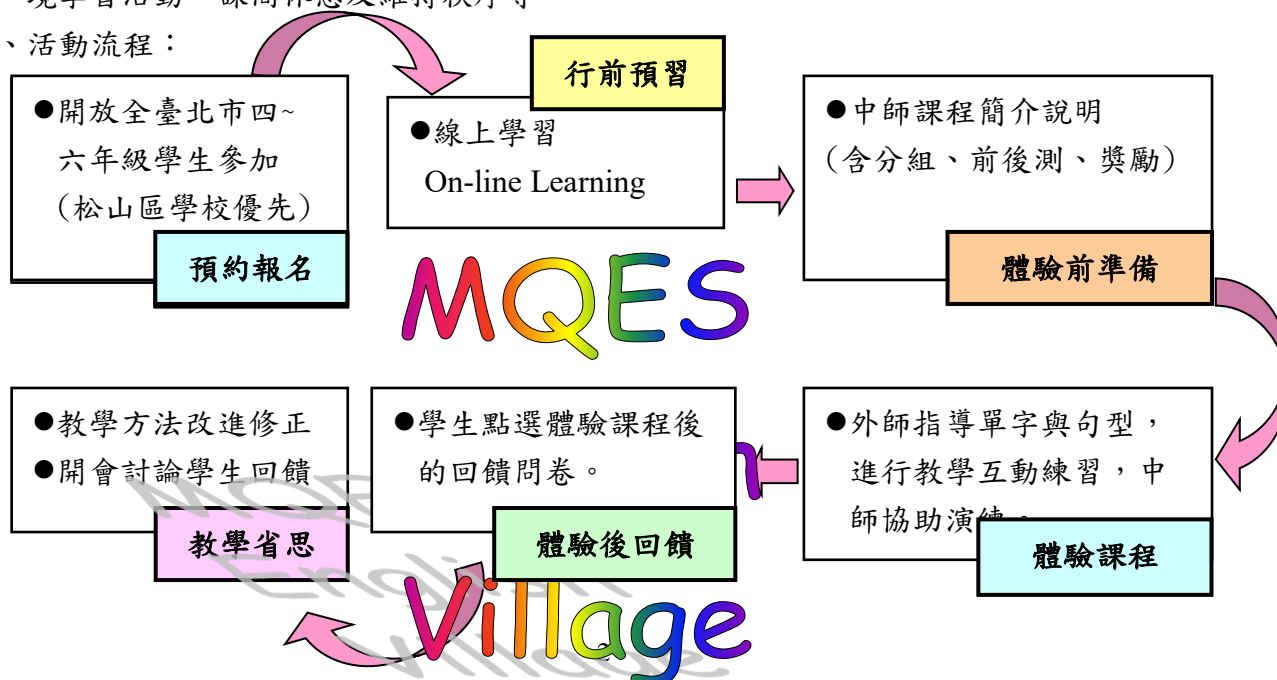 、活動流程：
●開放全臺北市四~
六年級學生參加
(松山區學校優先)
預約報名
行前預習
●線上學習
On-line Learning
●中師課程簡介說明
(含分組、前後測、獎勵)
體驗前準備
MQES
●外師指導單字與句型，
進行教學互動練習，中
師協助演練。
體驗課程
●學生點選體驗課程後
的回饋問卷。
體驗後回饋
●教學方法改進修正
●開會討論學生回饋
教學省思
English
Village